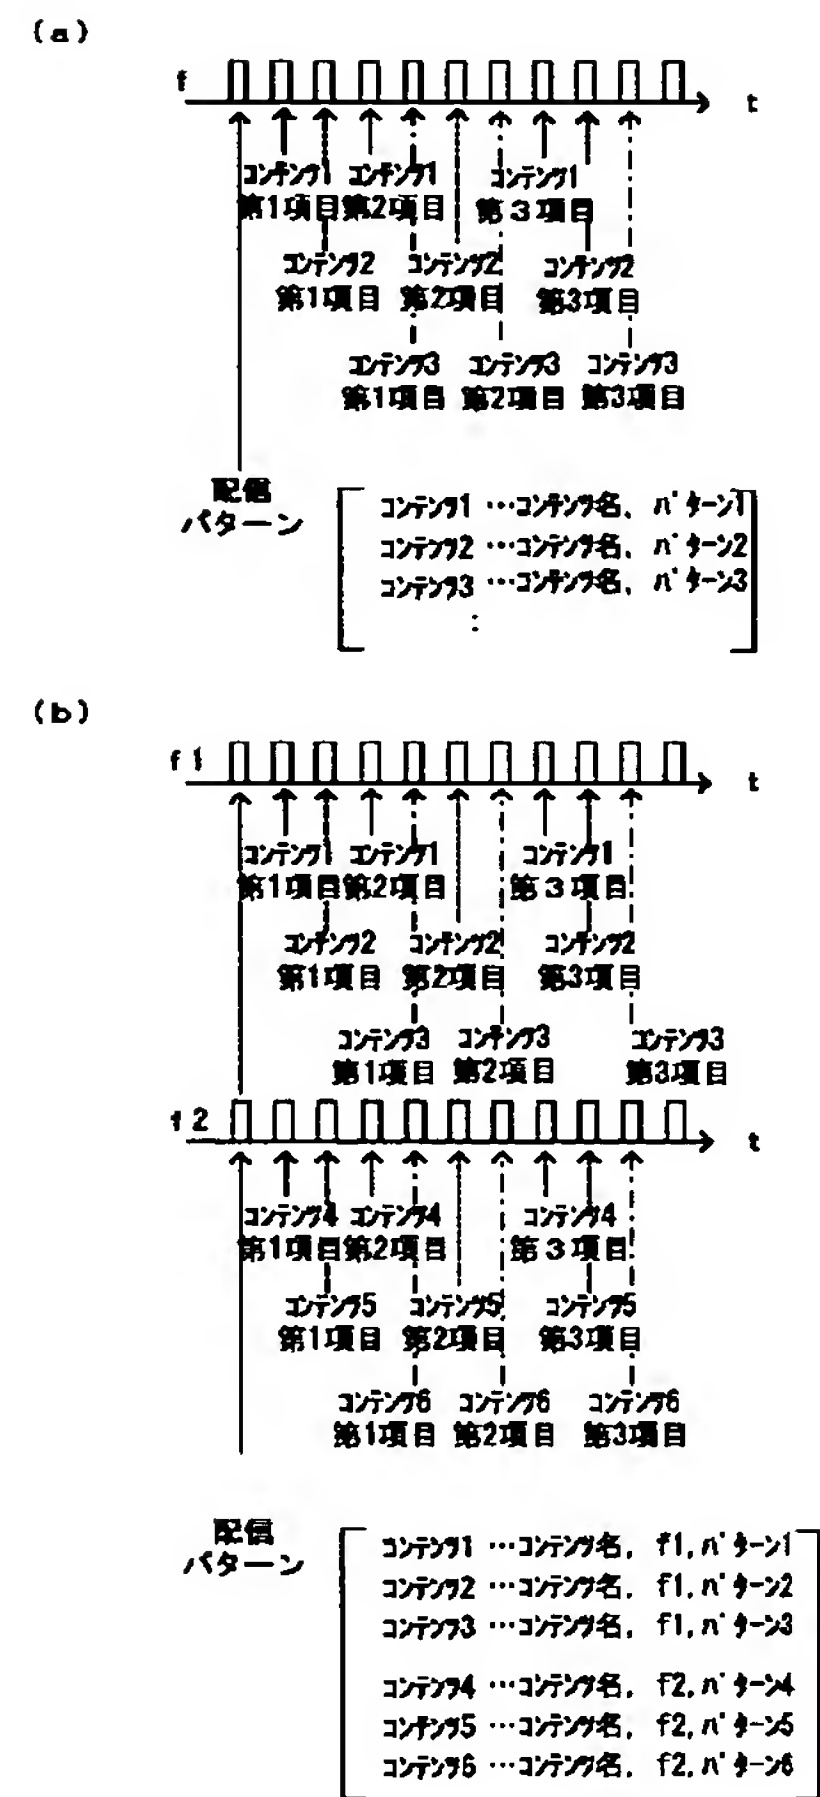 (a)
f
t
コンテンツ1 コンテンツ1 コンテンツ1
第1項目 第2項目 第3項目
コンテンツ2 コンテンツ2 コンテンツ2
第1項目 第2項目 第3項目
コンテンツ3 コンテンツ3 コンテンツ3
第1項目 第2項目 第3項目
配信
パターン
コンテンツ1 …コンテンツ名, パターン1
コンテンツ2 …コンテンツ名, パターン2
コンテンツ3 …コンテンツ名, パターン3
:
(b)
f1
t
コンテンツ1 コンテンツ1 コンテンツ1
第1項目 第2項目 第3項目
コンテンツ2 コンテンツ2 コンテンツ2
第1項目 第2項目 第3項目
コンテンツ3 コンテンツ3 コンテンツ3
第1項目 第2項目 第3項目
f2
t
コンテンツ4 コンテンツ4 コンテンツ4
第1項目 第2項目 第3項目
コンテンツ5 コンテンツ5 コンテンツ5
第1項目 第2項目 第3項目
コンテンツ6 コンテンツ6 コンテンツ6
第1項目 第2項目 第3項目
配信
パターン
コンテンツ1 …コンテンツ名, f1,パターン1
コンテンツ2 …コンテンツ名, f1,パターン2
コンテンツ3 …コンテンツ名, f1,パターン3
コンテンツ4 …コンテンツ名, f2,パターン4
コンテンツ5 …コンテンツ名, f2,パターン5
コンテンツ6 …コンテンツ名, f2,パターン6